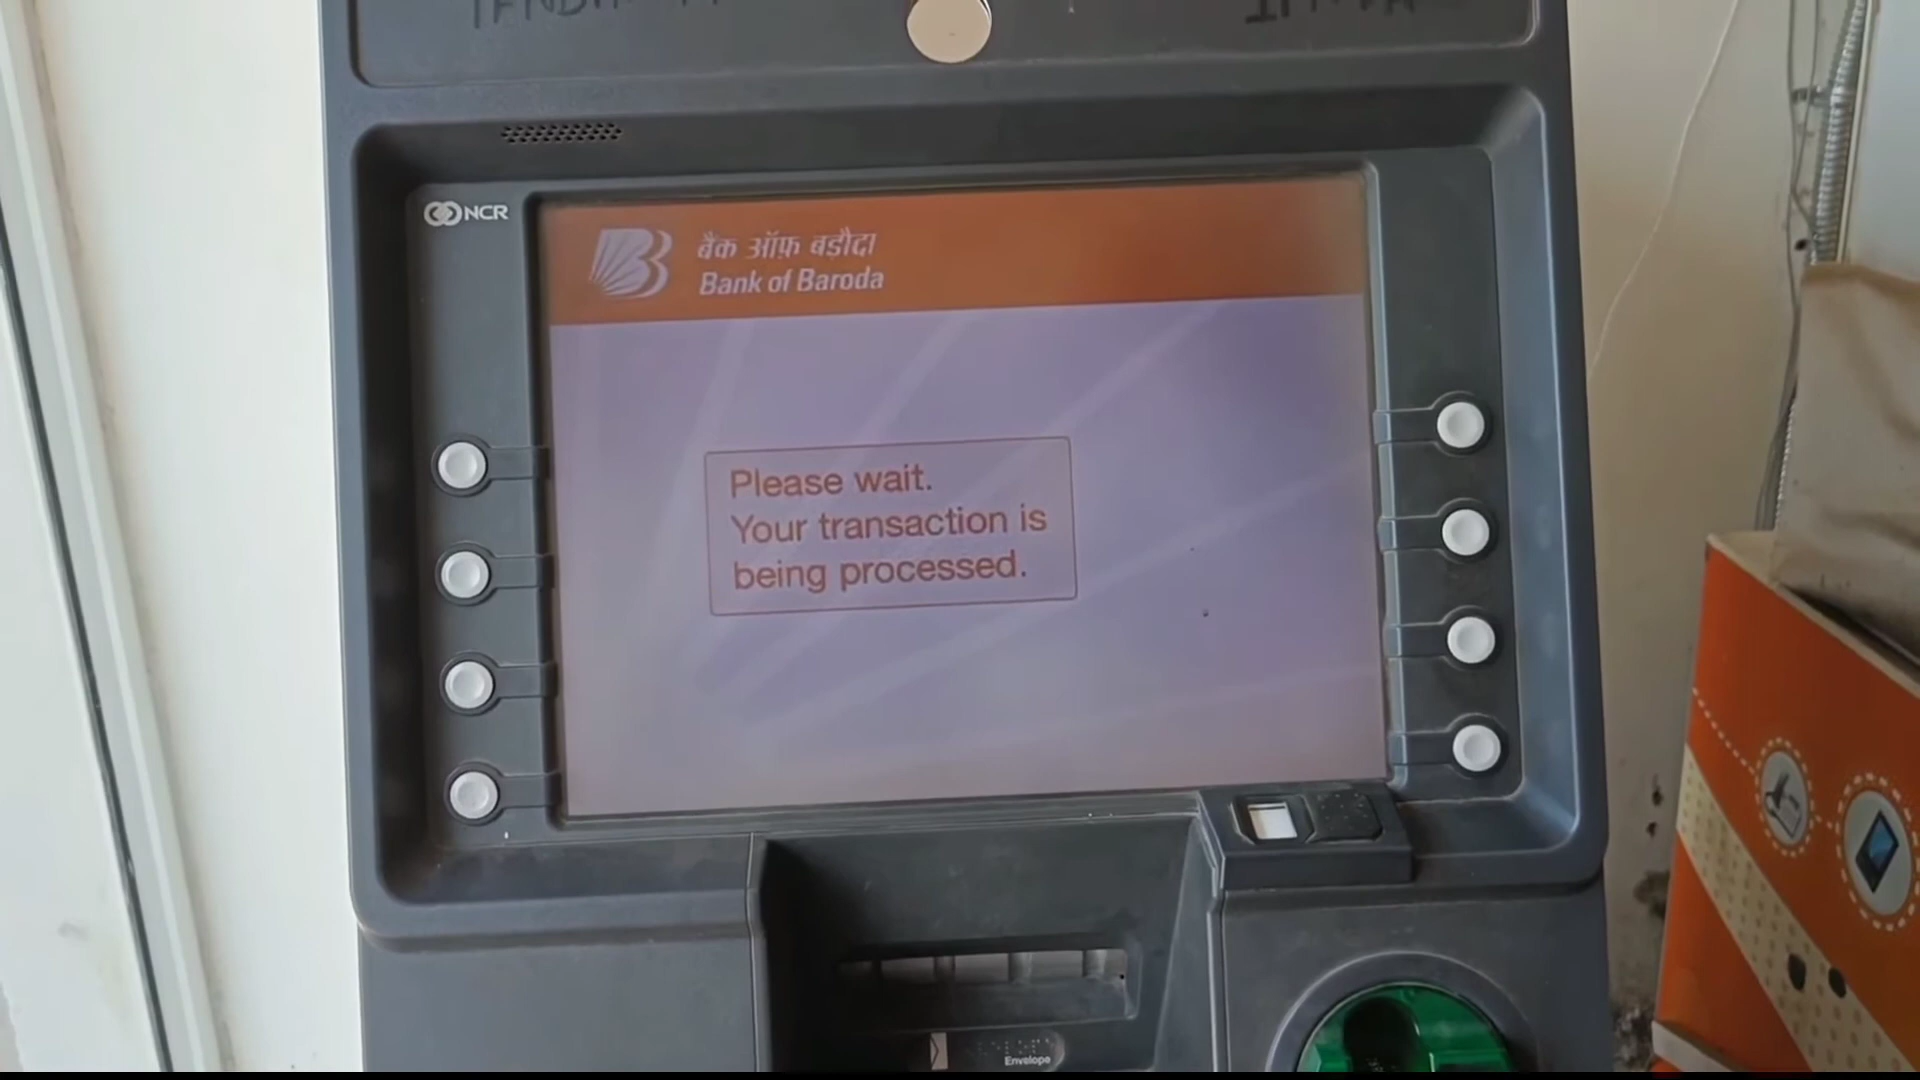 NCR
बैंक ऑफ़ बड़ौदा
Bank of Baroda
Please wait.
Your transaction is
being processed.
Envelope